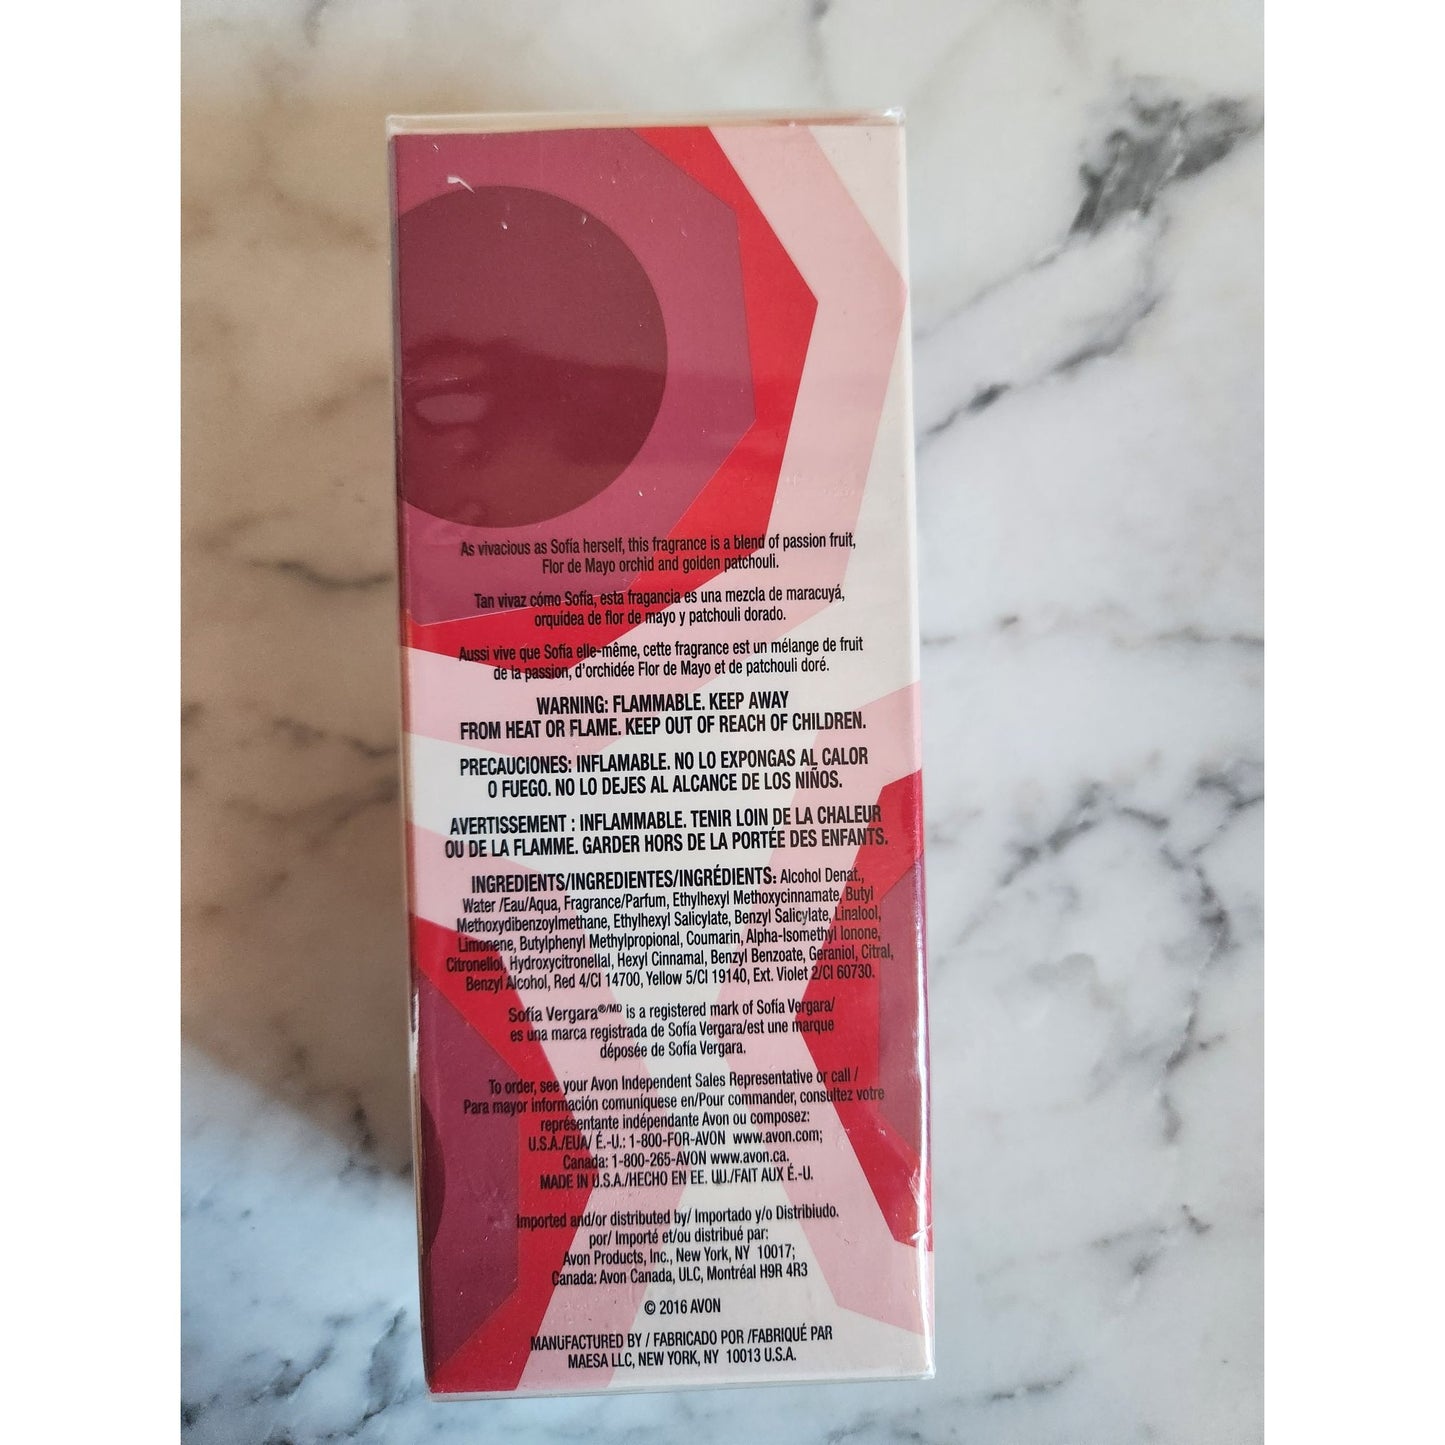 As vivacious as Sofía herself, this fragrance is a blend of passion fruit,
Flor de Mayo orchid and golden patchouli.
Tan vivaz cómo Sofía, esta fragancia es una mezcla de maracuyá,
orquídea de flor de mayo y patchouli dorado.
Aussi vive que Sofía elle-même, cette fragrance est un mélange de fruit
de la passion, d'orchidée Flor de Mayo et de patchouli doré.
WARNING: FLAMMABLE. KEEP AWAY
FROM HEAT OR FLAME. KEEP OUT OF REACH OF CHILDREN.
PRECAUCIONES: INFLAMABLE. NO LO EXPONGAS AL CALOR
O FUEGO. NO LO DEJES AL ALCANCE DE LOS NIÑOS.
AVERTISSEMENT : INFLAMMABLE. TENIR LOIN DE LA CHALEUR
OU DE LA FLAMME. GARDER HORS DE LA PORTÉE DES ENFANTS.
INGREDIENTS/INGREDIENTES/INGRÉDIENTS: Alcohol Denat.,
Water /Eau/Aqua, Fragrance/Parfum, Ethylhexyl Methoxycinnamate, Butyl
Methoxydibenzoylmethane, Ethylhexyl Salicylate, Benzyl Salicylate, Linalool,
Limonene, Butylphenyl Methylpropional, Coumarin, Alpha-Isomethyl Ionone,
Citronellol, Hydroxycitronellal, Hexyl Cinnamal, Benzyl Benzoate, Geraniol, Citral,
Benzyl Alcohol, Red 4/CI 14700, Yellow 5/CI 19140, Ext. Violet 2/CI 60730.
Sofía Vergara®/MD is a registered mark of Sofía Vergara/
es una marca registrada de Sofía Vergara/est une marque
déposée de Sofía Vergara.
To order, see your Avon Independent Sales Representative or call /
Para mayor información comuníquese en/Pour commander, consultez votre
représentante indépendante Avon ou composez:
U.S.A./EUA/ É.-U.: 1-800-FOR-AVON www.avon.com;
Canada: 1-800-265-AVON www.avon.ca.
MADE IN U.S.A./HECHO EN EE. UU./FAIT AUX É.-U.
Imported and/or distributed by/ Importado y/o Distribiudo.
por/ Importé et/ou distribué par:
Avon Products, Inc., New York, NY 10017;
Canada: Avon Canada, ULC, Montréal H9R 4R3
© 2016 AVON
MANUFACTURED BY / FABRICADO POR /FABRIQUÉ PAR
MAESA LLC, NEW YORK, NY 10013 U.S.A.